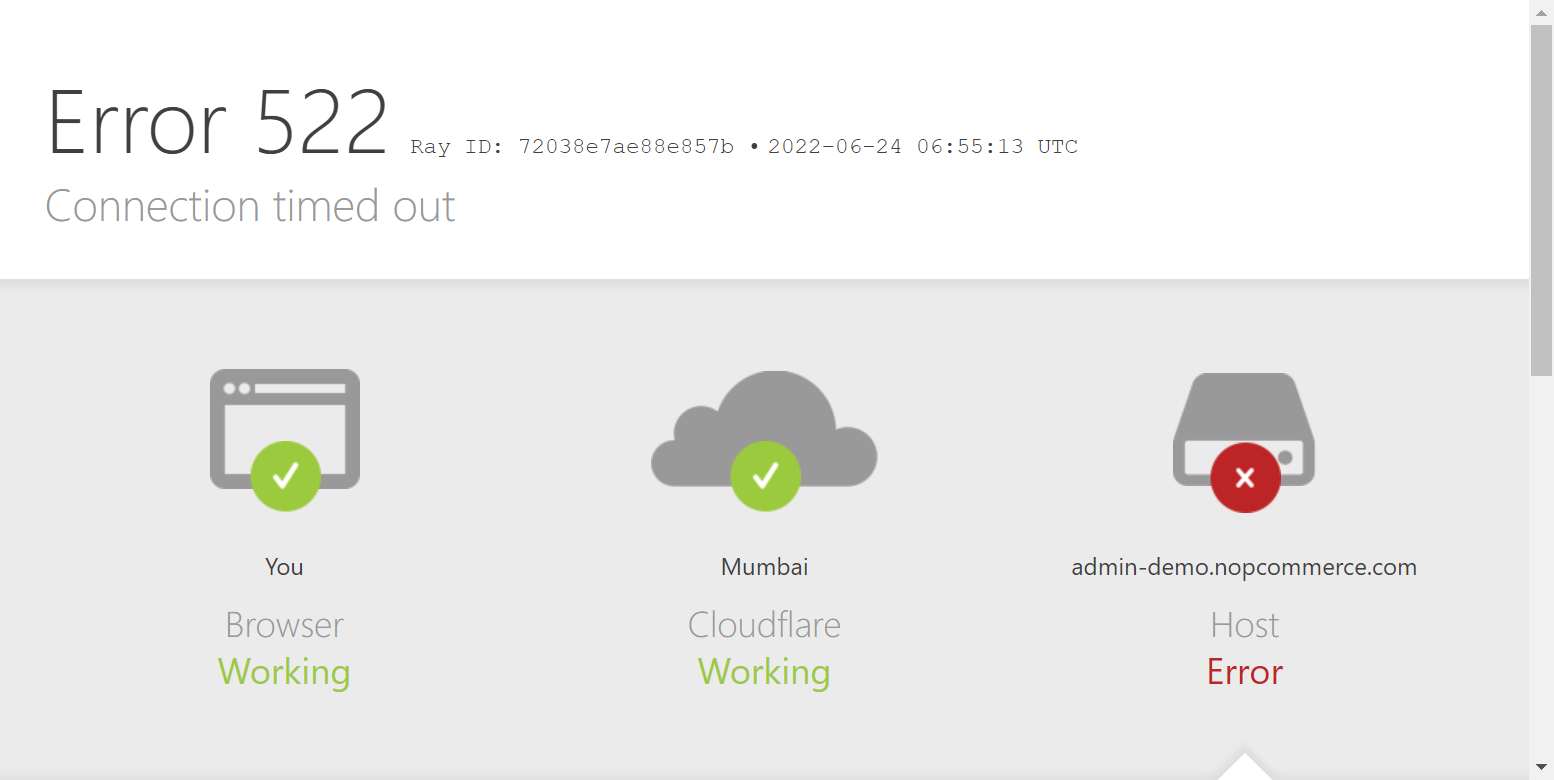 Error 522 Ray ID: 72038e7ae88e857b • 2022-06-24 06:55:13 UTC
Connection timed out
You
Browser
Working
Mumbai
Cloudflare
Working
admin-demo.nopcommerce.com
Host
Error